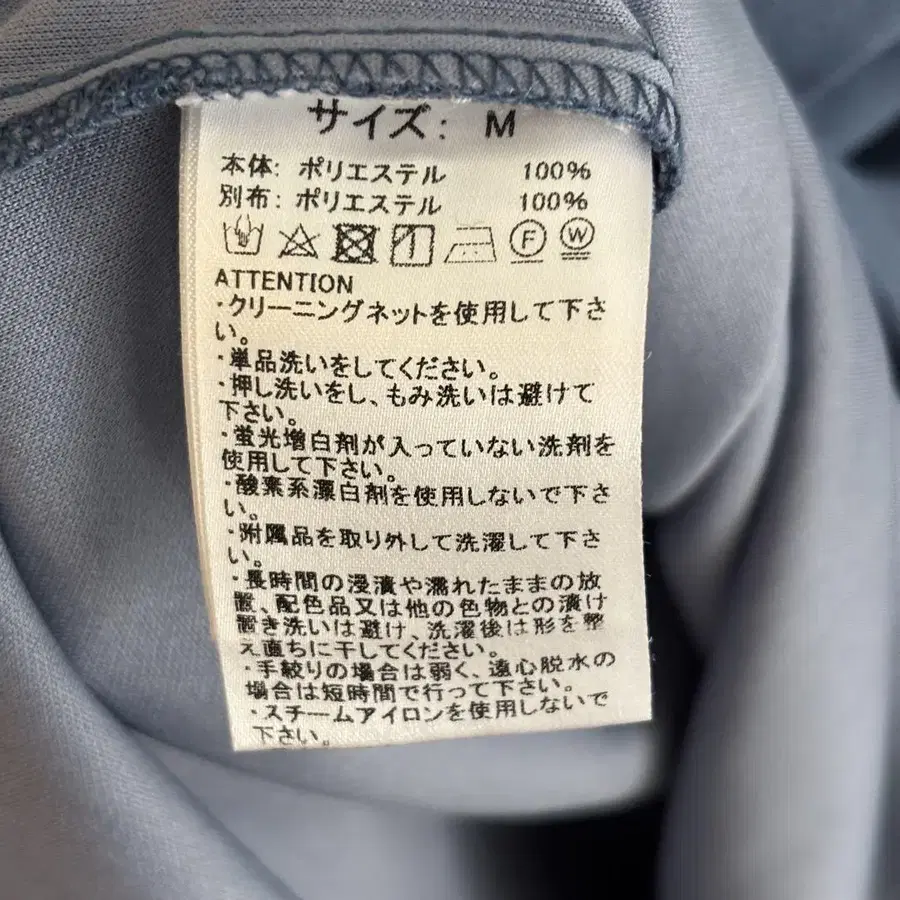 サイズ: M
本体: ポリエステル 100%
別布: ポリエステル 100%
F W
ATTENTION
・クリーニングネットを使用して下さ
い。
・単品洗いをしてください。
・押し洗いをし、もみ洗いは避けて
下さい。
・蛍光増白剤が入っていない洗剤を
使用して下さい。
・酸素系漂白剤を使用しないで下さ
い。
・附属品を取り外して洗濯して下さ
い。
・長時間の浸漬や濡れたままの放
置、配色品又は他の色物との漬け
置き洗いは避け、洗濯後は形を整
え直ちに干してください。
・手絞りの場合は弱く、遠心脱水の
場合は短時間で行って下さい。
・スチームアイロンを使用しないで
下さい。